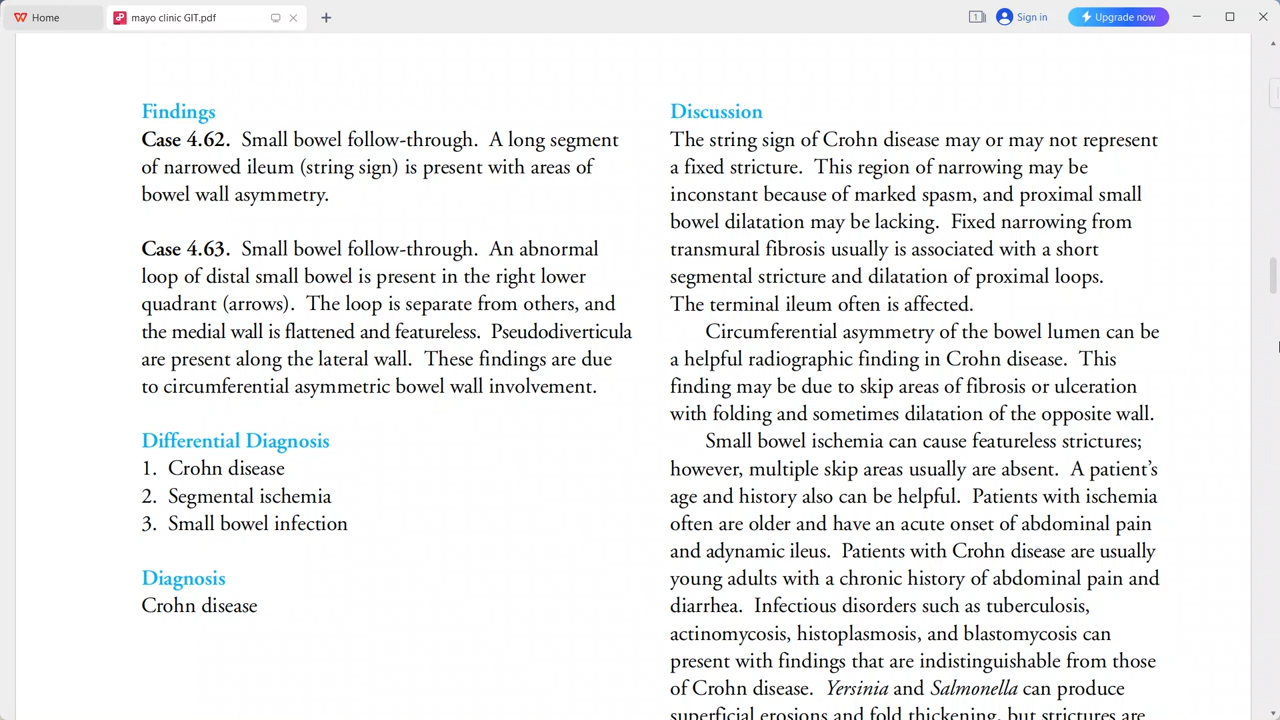 Home
mayo clinic GIT.pdf
1
Sign in
Upgrade now
Findings
Case 4.62. Small bowel follow-through. A long segment
of narrowed ileum (string sign) is present with areas of
bowel wall asymmetry.
Case 4.63. Small bowel follow-through. An abnormal
loop of distal small bowel is present in the right lower
quadrant (arrows). The loop is separate from others, and
the medial wall is flattened and featureless. Pseudodiverticula
are present along the lateral wall. These findings are due
to circumferential asymmetric bowel wall involvement.
Differential Diagnosis
1. Crohn disease
2. Segmental ischemia
3. Small bowel infection
Diagnosis
Crohn disease
Discussion
The string sign of Crohn disease may or may not represent
a fixed stricture. This region of narrowing may be
inconstant because of marked spasm, and proximal small
bowel dilatation may be lacking. Fixed narrowing from
transmural fibrosis usually is associated with a short
segmental stricture and dilatation of proximal loops.
The terminal ileum often is affected.
Circumferential asymmetry of the bowel lumen can be
a helpful radiographic finding in Crohn disease. This
finding may be due to skip areas of fibrosis or ulceration
with folding and sometimes dilatation of the opposite wall.
Small bowel ischemia can cause featureless strictures;
however, multiple skip areas usually are absent. A patient's
age and history also can be helpful. Patients with ischemia
often are older and have an acute onset of abdominal pain
and adynamic ileus. Patients with Crohn disease are usually
young adults with a chronic history of abdominal pain and
diarrhea. Infectious disorders such as tuberculosis,
actinomycosis, histoplasmosis, and blastomycosis can
present with findings that are indistinguishable from those
of Crohn disease. Yersinia and Salmonella can produce
superficial erosions and fold thickening, but strictures are